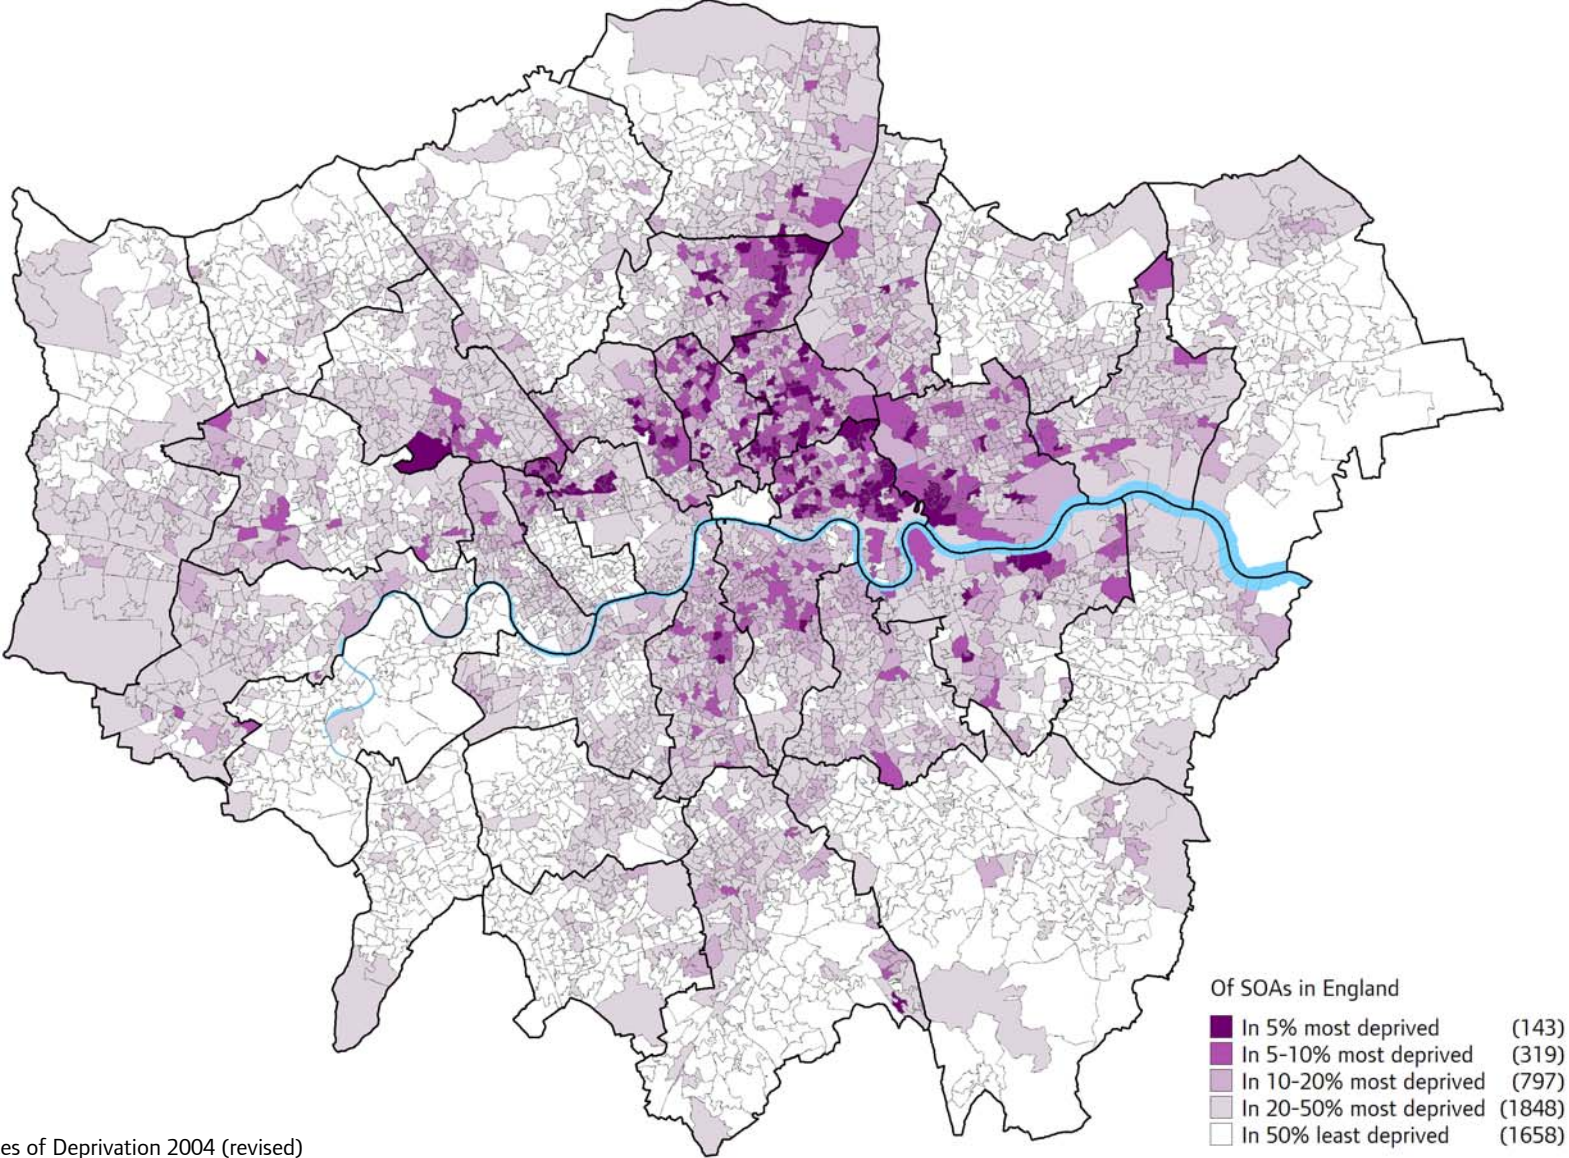 Of SOAs in England
In 5% most deprived (143)
In 5-10% most deprived (319)
In 10-20% most deprived (797)
In 20-50% most deprived (1848)
In 50% least deprived (1658)
es of Deprivation 2004 (revised)